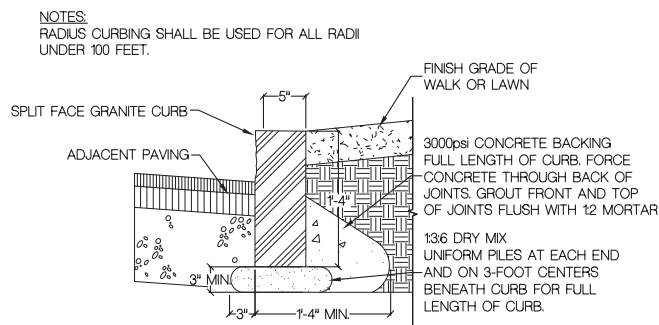 NOTES:
RADIUS CURBING SHALL BE USED FOR ALL RADII
UNDER 100 FEET.
5"
FINISH GRADE OF
WALK OR LAWN
SPLIT FACE GRANITE CURB
ADJACENT PAVING
3000psi CONCRETE BACKING
FULL LENGTH OF CURB. FORCE
CONCRETE THROUGH BACK OF
JOINTS. GROUT FRONT AND TOP
OF JOINTS FLUSH WITH 1:2 MORTAR
1'-4"
1:3:6 DRY MIX
UNIFORM PILES AT EACH END
AND ON 3-FOOT CENTERS
BENEATH CURB FOR FULL
LENGTH OF CURB.
3" MIN.
3"
1'-4" MIN.